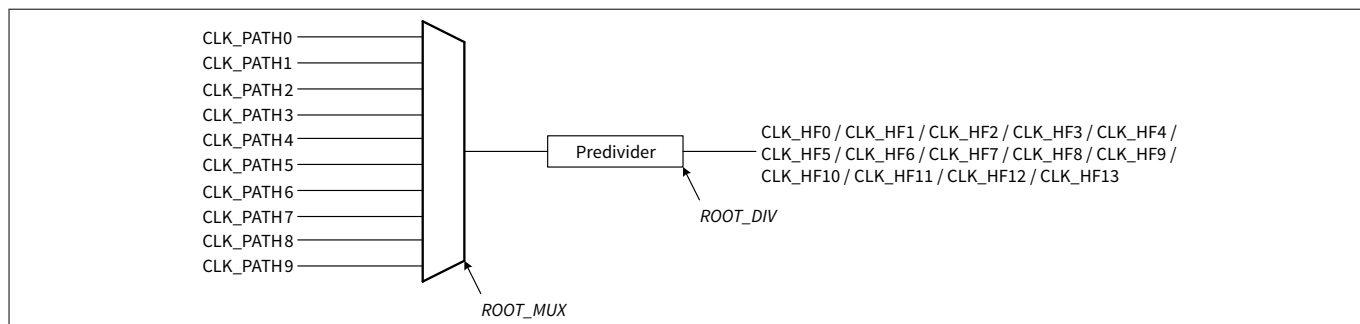 CLK_PATH0
CLK_PATH1
CLK_PATH2
CLK_PATH3
CLK_PATH4
CLK_PATH5
CLK_PATH6
CLK_PATH7
CLK_PATH8
CLK_PATH9
ROOT_MUX
Predivider
ROOT_DIV
CLK_HF0 / CLK_HF1 / CLK_HF2 / CLK_HF3 / CLK_HF4 /
CLK_HF5 / CLK_HF6 / CLK_HF7 / CLK_HF8 / CLK_HF9 /
CLK_HF10 / CLK_HF11 / CLK_HF12 / CLK_HF13